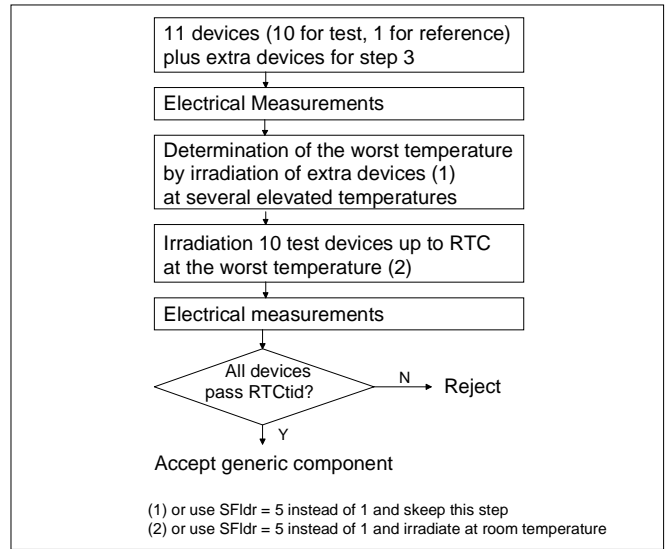 11 devices (10 for test, 1 for reference)
plus extra devices for step 3
Electrical Measurements
Determination of the worst temperature
by irradiation of extra devices (1)
at several elevated temperatures
Irradiation 10 test devices up to RTC
at the worst temperature (2)
Electrical measurements
All devices
pass RTCtid?
N
Reject
Y
Accept generic component
(1) or use SFldr = 5 instead of 1 and skeep this step
(2) or use SFldr = 5 instead of 1 and irradiate at room temperature